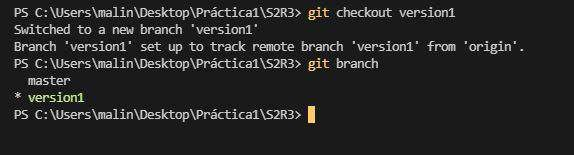 PS C:\Users\malin\Desktop\Práctica1\S2R3> git checkout version1
Switched to a new branch 'version1'
Branch 'version1' set up to track remote branch 'version1' from 'origin'.
PS C:\Users\malin\Desktop\Práctica1\S2R3> git branch
  master
* version1
PS C:\Users\malin\Desktop\Práctica1\S2R3>